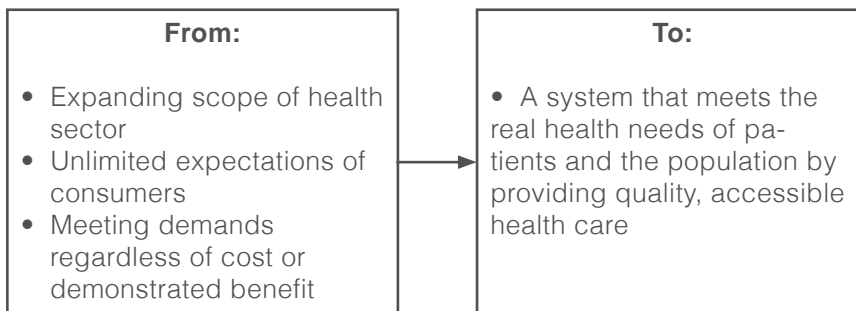 From:
• Expanding scope of health
sector
• Unlimited expectations of
consumers
• Meeting demands
regardless of cost or
demonstrated benefit
To:
• A system that meets the
real health needs of pa-
tients and the population by
providing quality, accessible
health care